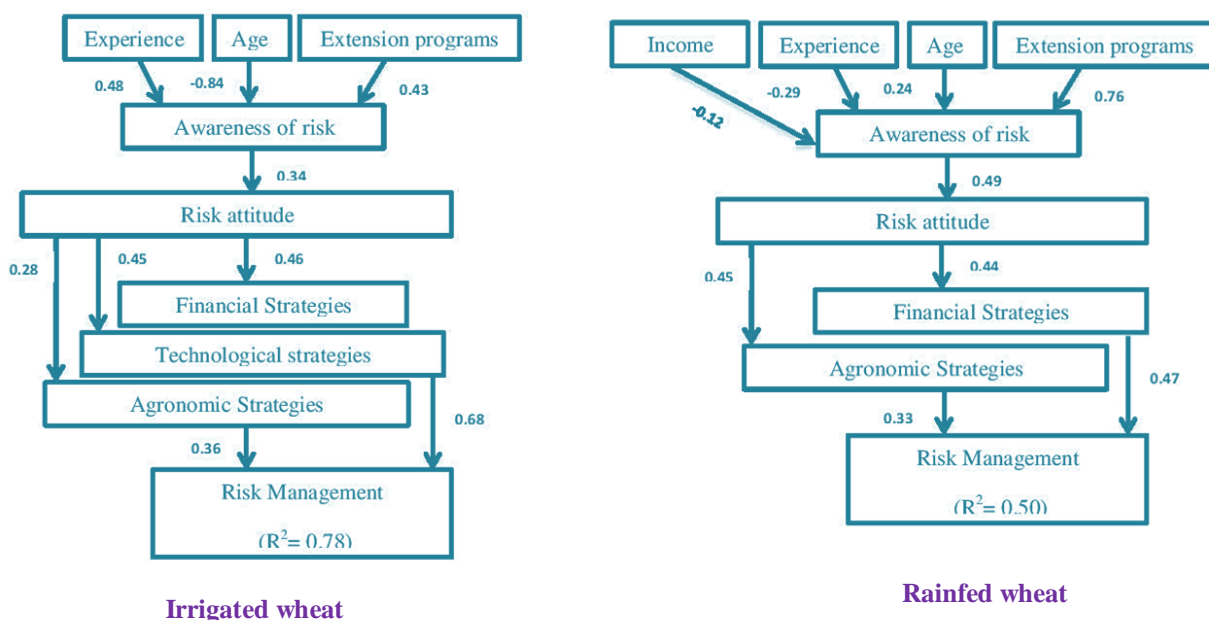 Experience
Age
Extension programs
0.48
-0.84
0.43
Awareness of risk
0.34
Risk attitude
0.28
0.45
0.46
Financial Strategies
Technological strategies
Agronomic Strategies
0.36
0.68
Risk Management
(R²= 0.78)
Irrigated wheat
Income
Experience
Age
Extension programs
-0.12
-0.29
0.24
0.76
Awareness of risk
0.49
Risk attitude
0.45
0.44
Financial Strategies
Agronomic Strategies
0.47
0.33
Risk Management
(R²= 0.50)
Rainfed wheat